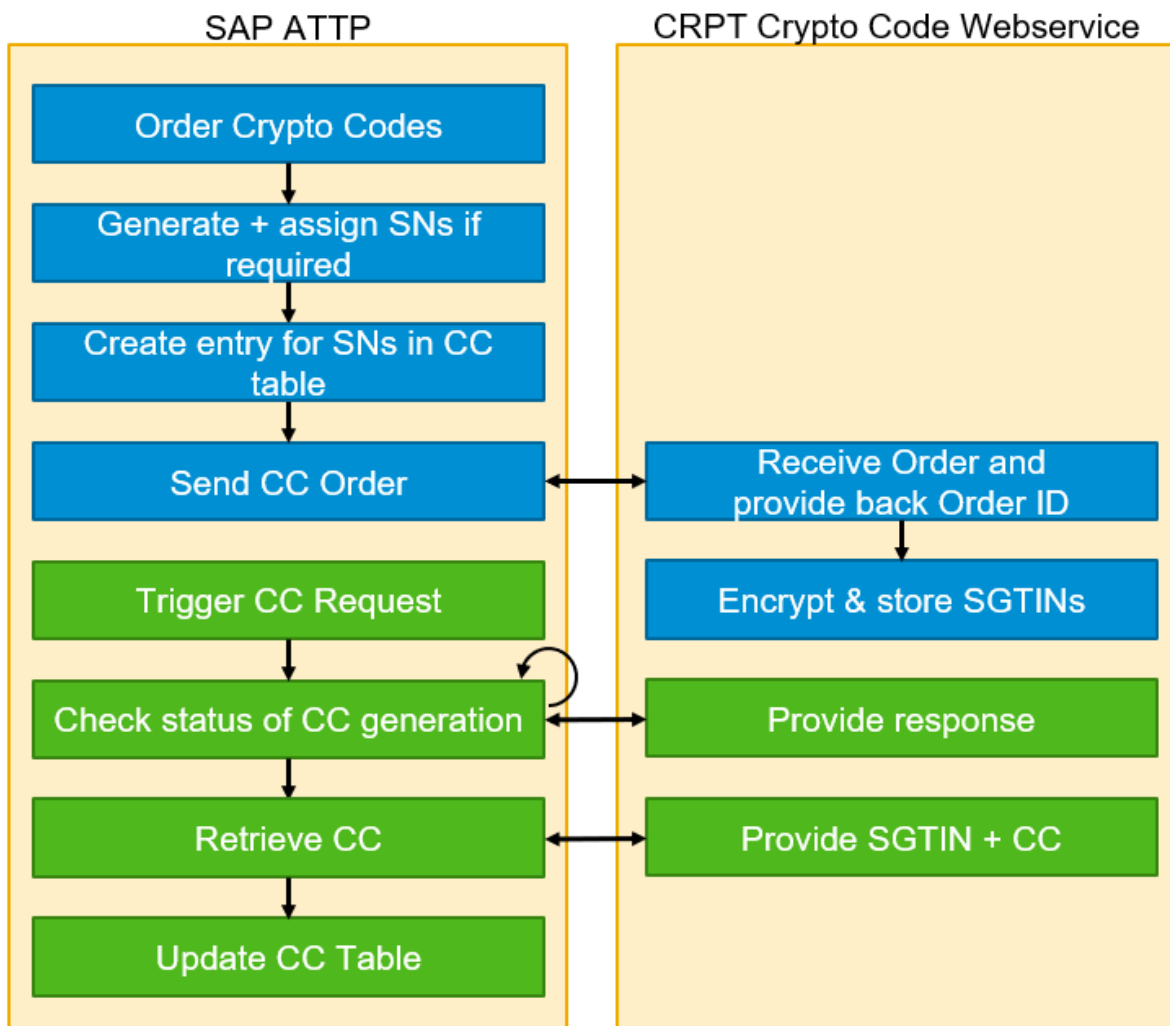 SAP ATTP
CRPT Crypto Code Webservice
Order Crypto Codes
Generate + assign SNs if
required
Create entry for SNs in CC
table
Send CC Order
Receive Order and
provide back Order ID
Trigger CC Request
Encrypt & store SGTINs
Check status of CC generation
Provide response
Retrieve CC
Provide SGTIN + CC
Update CC Table